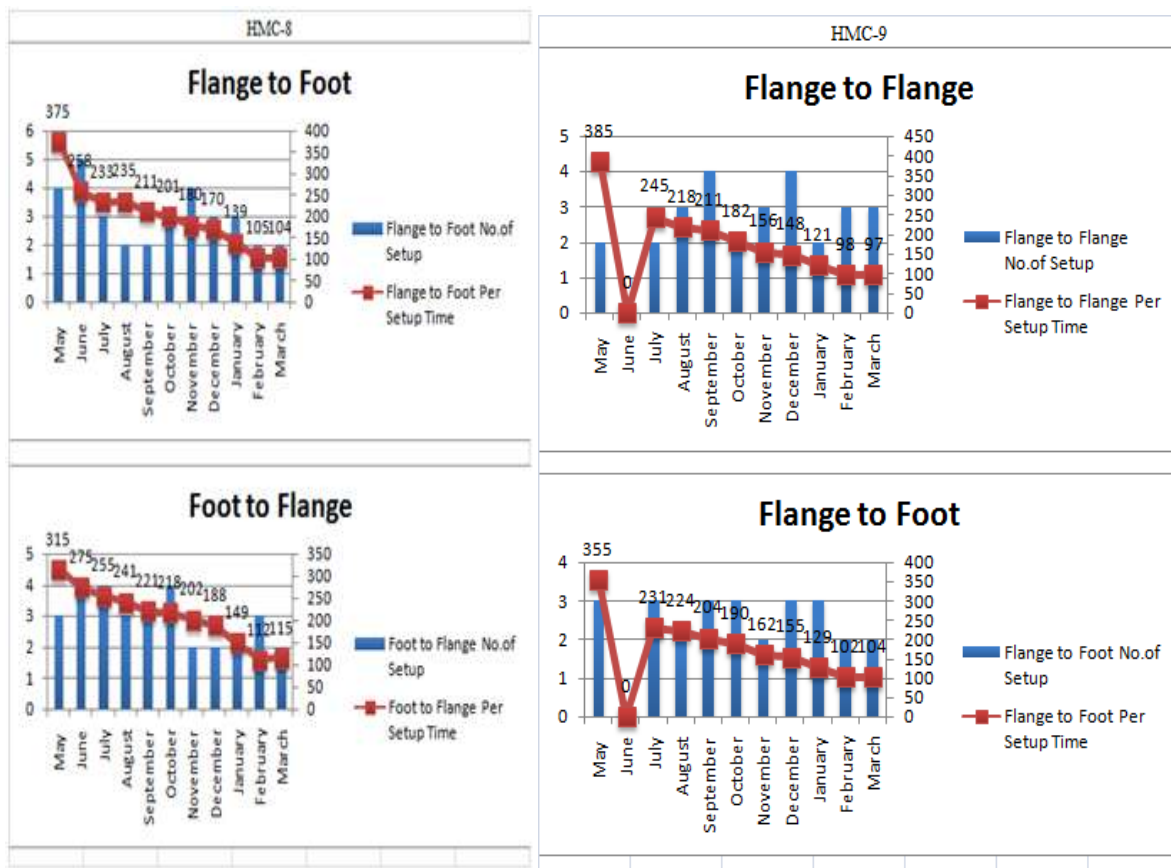 HMC-8
Flange to Foot
375
258 233 235 211 201 180 170 139 105 104
6
5
4
3
2
1
0
400
350
300
250
200
150
100
50
0
May
June
July
August
September
October
November
December
January
February
March
Flange to Foot No.of
Setup
Flange to Foot Per
Setup Time
Foot to Flange
315
275 255 241 221 218 202 188 149 112 115
5
4
3
2
1
0
350
300
250
200
150
100
50
0
May
June
July
August
September
October
November
December
January
February
March
Foot to Flange No.of
Setup
Foot to Flange Per
Setup Time
HMC-9
Flange to Flange
385
0 245 218 211 182 156 148 121 98 97
5
4
3
2
1
0
450
400
350
300
250
200
150
100
50
0
May
June
July
August
September
October
November
December
January
February
March
Flange to Flange
No.of Setup
Flange to Flange Per
Setup Time
Flange to Foot
355
0 231 224 204 190 162 155 129 102 104
4
3
2
1
0
400
350
300
250
200
150
100
50
0
May
June
July
August
September
October
November
December
January
February
March
Flange to Foot No.of
Setup
Flange to Foot Per
Setup Time